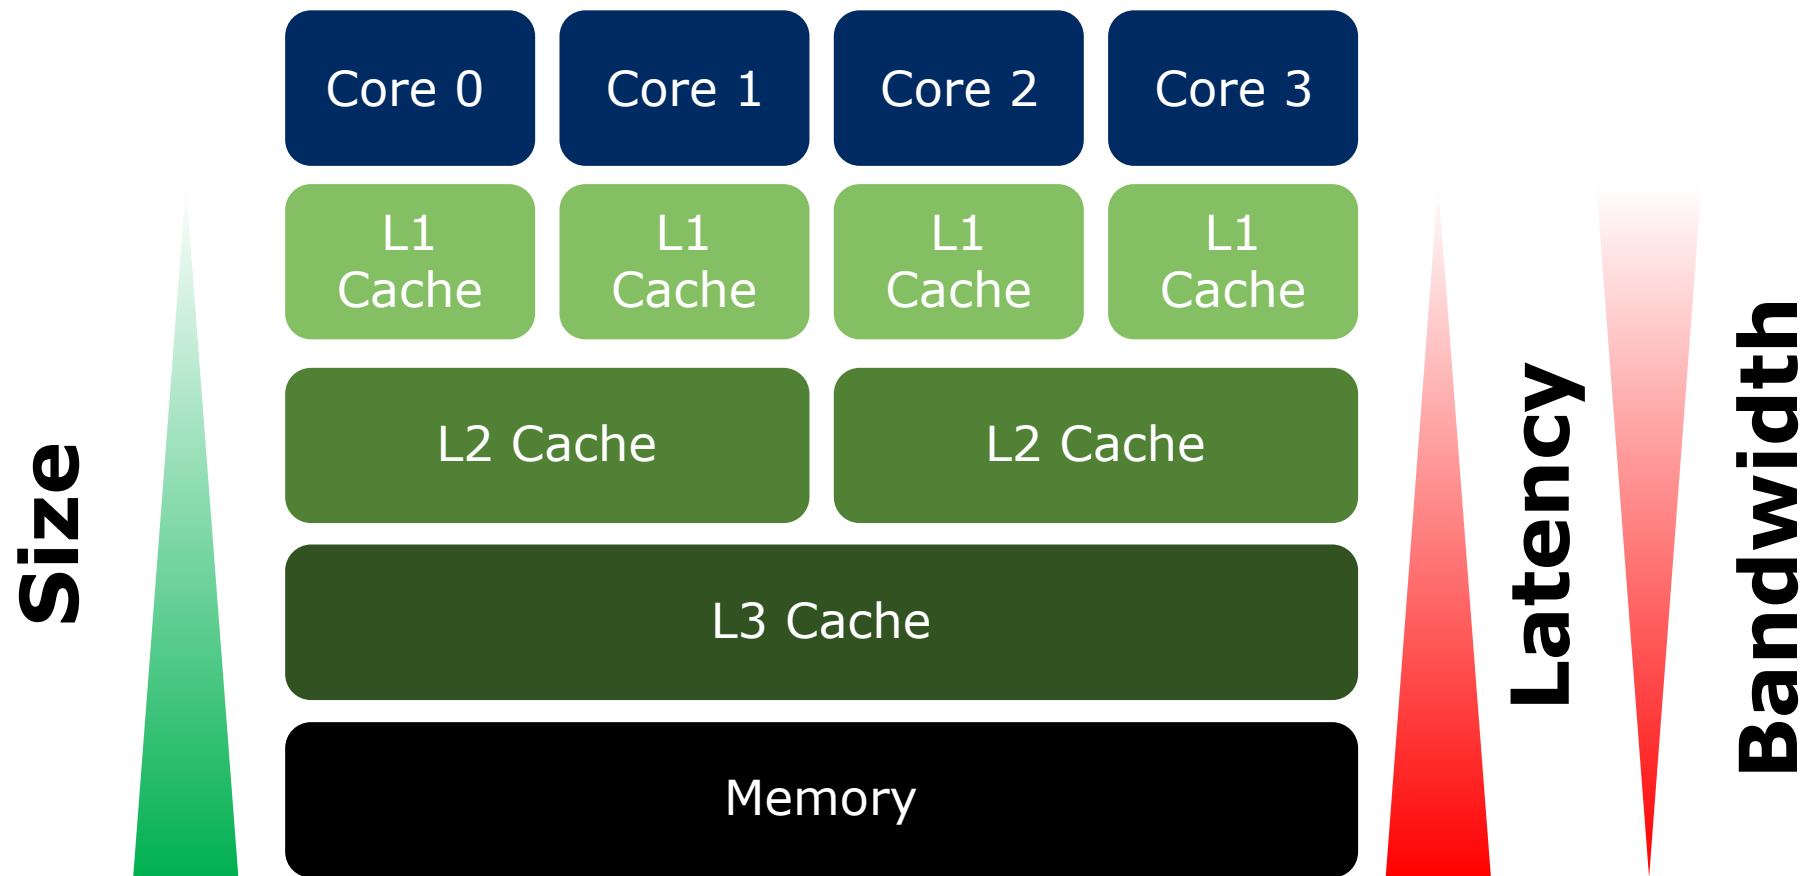 Core 0
Core 1
Core 2
Core 3
L1
Cache
L1
Cache
L1
Cache
L1
Cache
L2 Cache
L2 Cache
L3 Cache
Memory
Size
Latency
Bandwidth